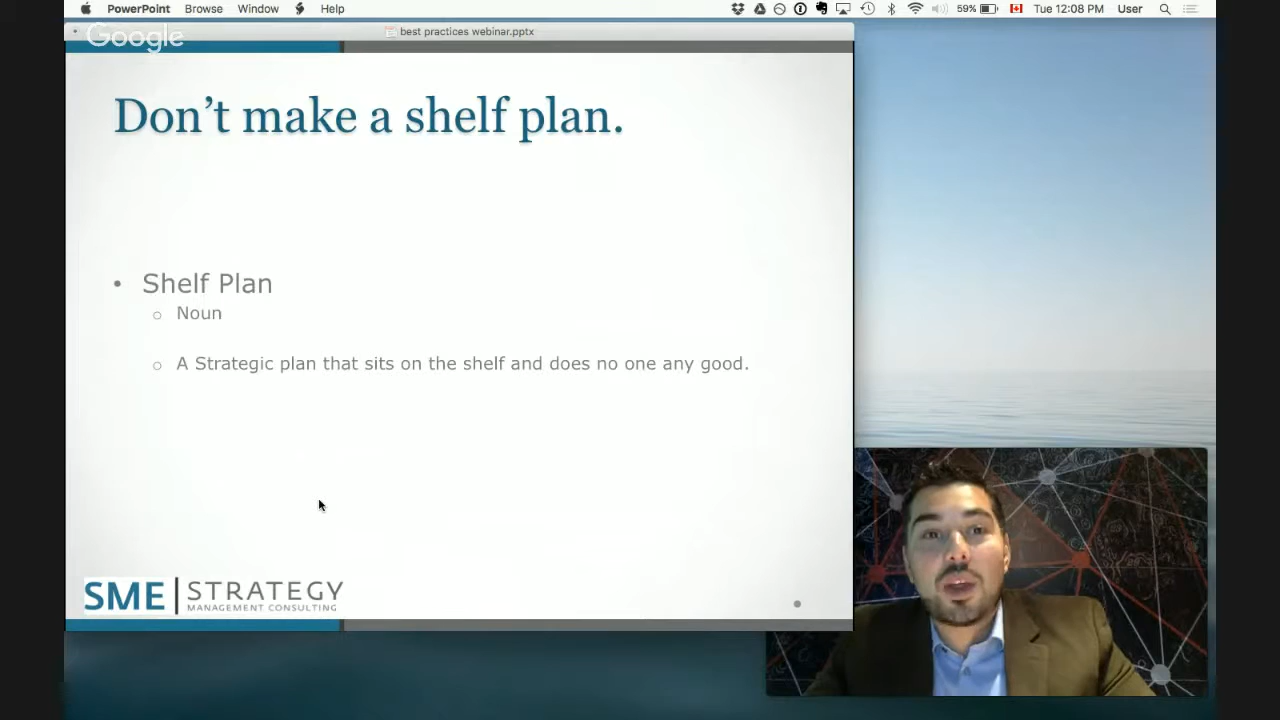 PowerPoint Browse Window Help 59% Tue 12:08 PM User
Google
best practices webinar.pptx
Don't make a shelf plan.
• Shelf Plan
○ Noun
○ A Strategic plan that sits on the shelf and does no one any good.
SME | STRATEGY
MANAGEMENT CONSULTING